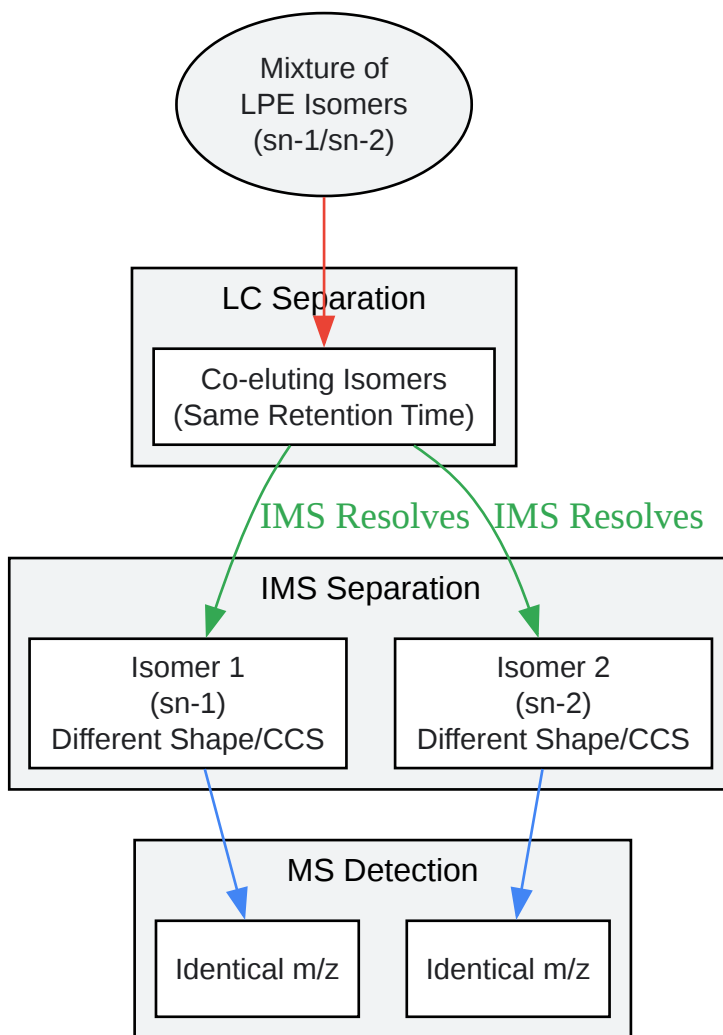 Mixture of
LPE Isomers
(sn-1/sn-2)
LC Separation
Co-eluting Isomers
(Same Retention Time)
IMS Resolves
IMS Resolves
IMS Separation
Isomer 1
(sn-1)
Different Shape/CCS
Isomer 2
(sn-2)
Different Shape/CCS
MS Detection
Identical m/z
Identical m/z